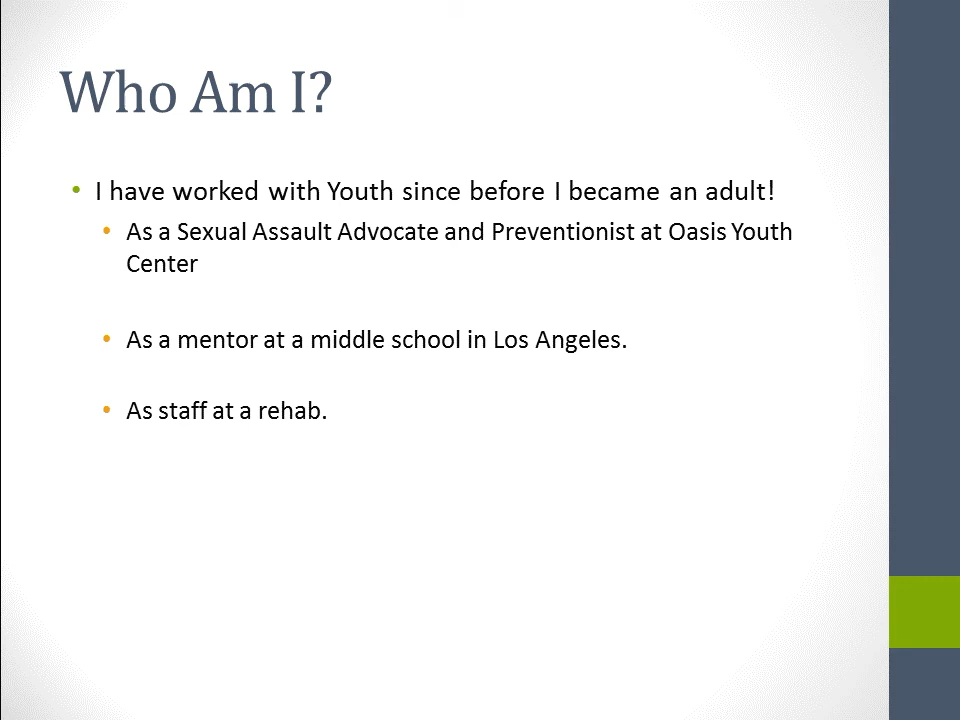 Who Am I?
• I have worked with Youth since before I became an adult!
• As a Sexual Assault Advocate and Preventionist at Oasis Youth
Center
• As a mentor at a middle school in Los Angeles.
• As staff at a rehab.